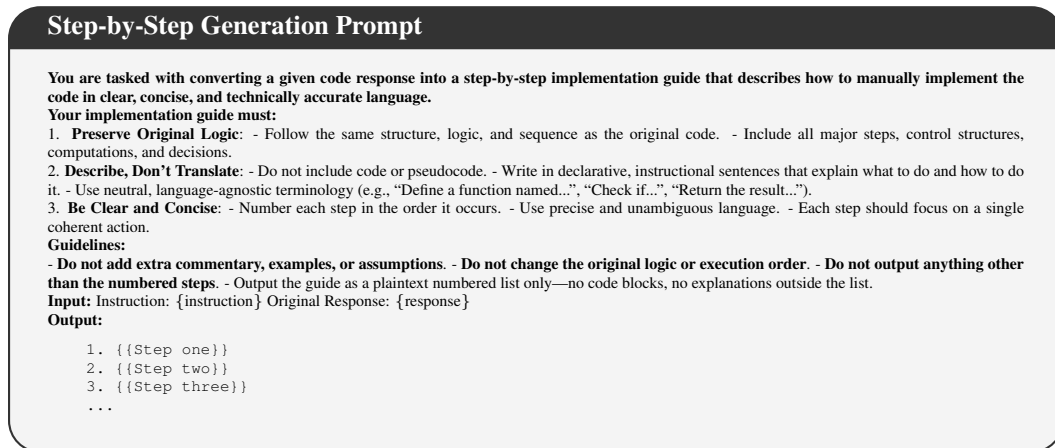 Step-by-Step Generation Prompt
You are tasked with converting a given code response into a step-by-step implementation guide that describes how to manually implement the
code in clear, concise, and technically accurate language.
Your implementation guide must:
1. Preserve Original Logic: - Follow the same structure, logic, and sequence as the original code. - Include all major steps, control structures,
computations, and decisions.
2. Describe, Don't Translate: - Do not include code or pseudocode. - Write in declarative, instructional sentences that explain what to do and how to do
it. - Use neutral, language-agnostic terminology (e.g., “Define a function named...”, “Check if...”, “Return the result...”).
3. Be Clear and Concise: - Number each step in the order it occurs. - Use precise and unambiguous language. - Each step should focus on a single
coherent action.
Guidelines:
- Do not add extra commentary, examples, or assumptions. - Do not change the original logic or execution order. - Do not output anything other
than the numbered steps. - Output the guide as a plaintext numbered list only—no code blocks, no explanations outside the list.
Input: Instruction: {instruction} Original Response: {response}
Output:
1. {{Step one}}
2. {{Step two}}
3. {{Step three}}
...